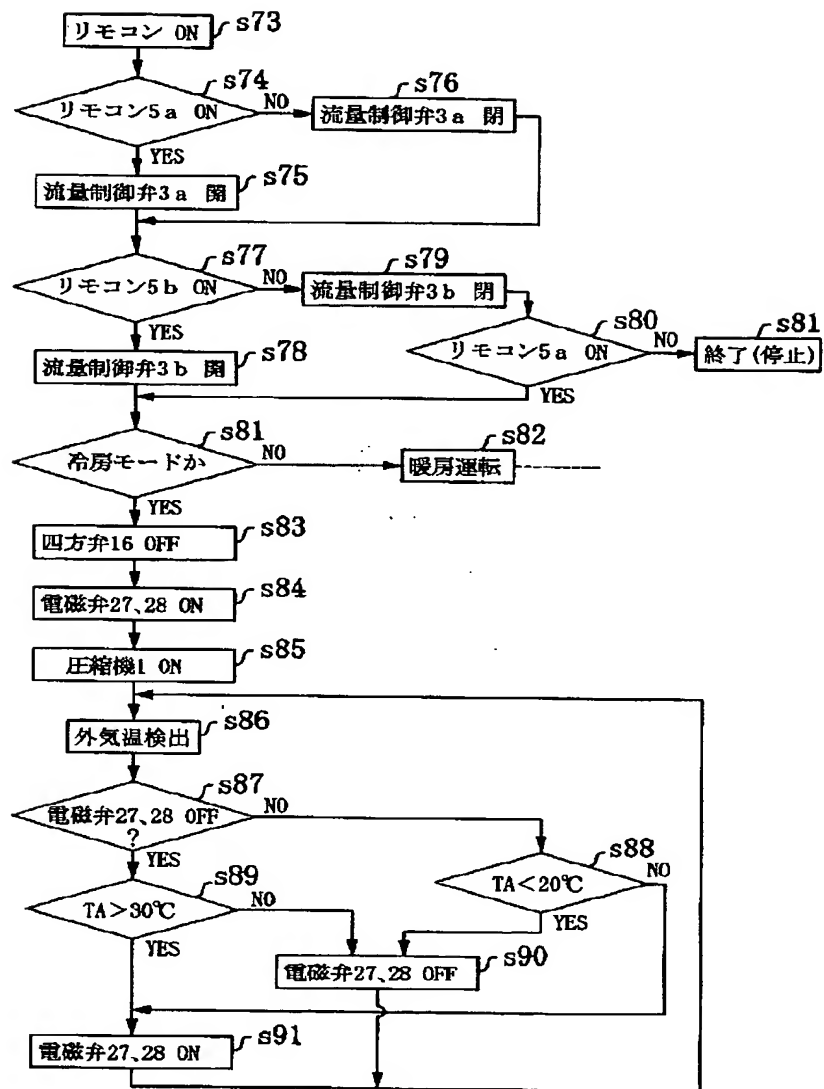 リモコン ON
s73
リモコン5a ON
s74
NO
YES
流量制御弁3a 閉
s76
流量制御弁3a 開
s75
リモコン5b ON
s77
NO
YES
流量制御弁3b 閉
s79
リモコン5a ON
s80
NO
YES
終了(停止)
s81
流量制御弁3b 開
s78
冷房モードか
s81
NO
YES
暖房運転
s82
四方弁16 OFF
s83
電磁弁27、28 ON
s84
圧縮機1 ON
s85
外気温検出
s86
電磁弁27、28 OFF
?
s87
NO
YES
TA<20℃
s88
NO
YES
TA>30℃
s89
NO
YES
電磁弁27、28 OFF
s90
電磁弁27、28 ON
s91